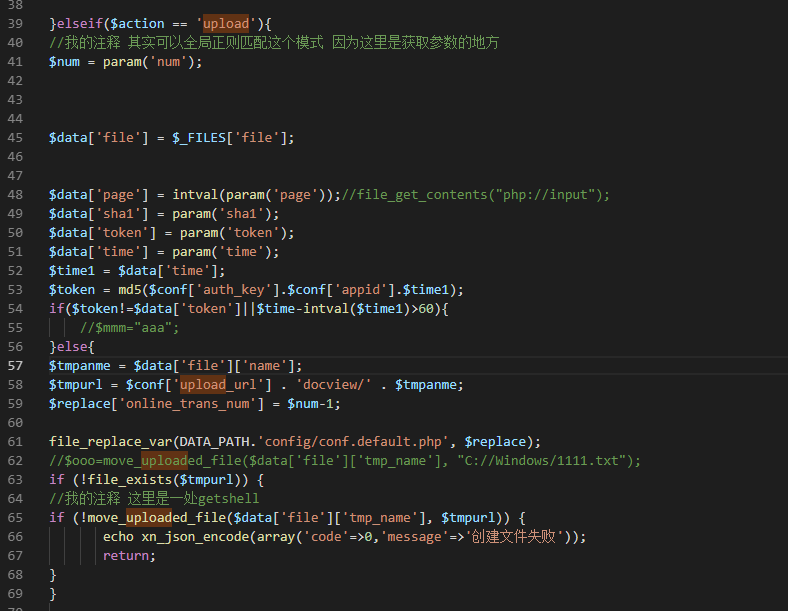 38
39 }elseif($action == 'upload'){
40 //我的注释 其实可以全局正则匹配这个模式 因为这里是获取参数的地方
41 $num = param('num');
42
43
44
45 $data['file'] = $_FILES['file'];
46
47
48 $data['page'] = intval(param('page'));//file_get_contents("php://input");
49 $data['sha1'] = param('sha1');
50 $data['token'] = param('token');
51 $data['time'] = param('time');
52 $time1 = $data['time'];
53 $token = md5($conf['auth_key'].$conf['appid'].$time1);
54 if($token!=$data['token']||$time-intval($time1)>60){
55 //$mmm="aaa";
56 }else{
57 $tmpanme = $data['file']['name'];
58 $tmpurl = $conf['upload_url'] . 'docview/' . $tmpanme;
59 $replace['online_trans_num'] = $num-1;
60
61 file_replace_var(DATA_PATH.'config/conf.default.php', $replace);
62 //$ooo=move_uploaded_file($data['file']['tmp_name'], "C://Windows/1111.txt");
63 if (!file_exists($tmpurl)) {
64 //我的注释 这里是一处getshell
65 if (!move_uploaded_file($data['file']['tmp_name'], $tmpurl)) {
66 echo xn_json_encode(array('code'=>0,'message'=>'创建文件失败'));
67 return;
68 }
69 }
70